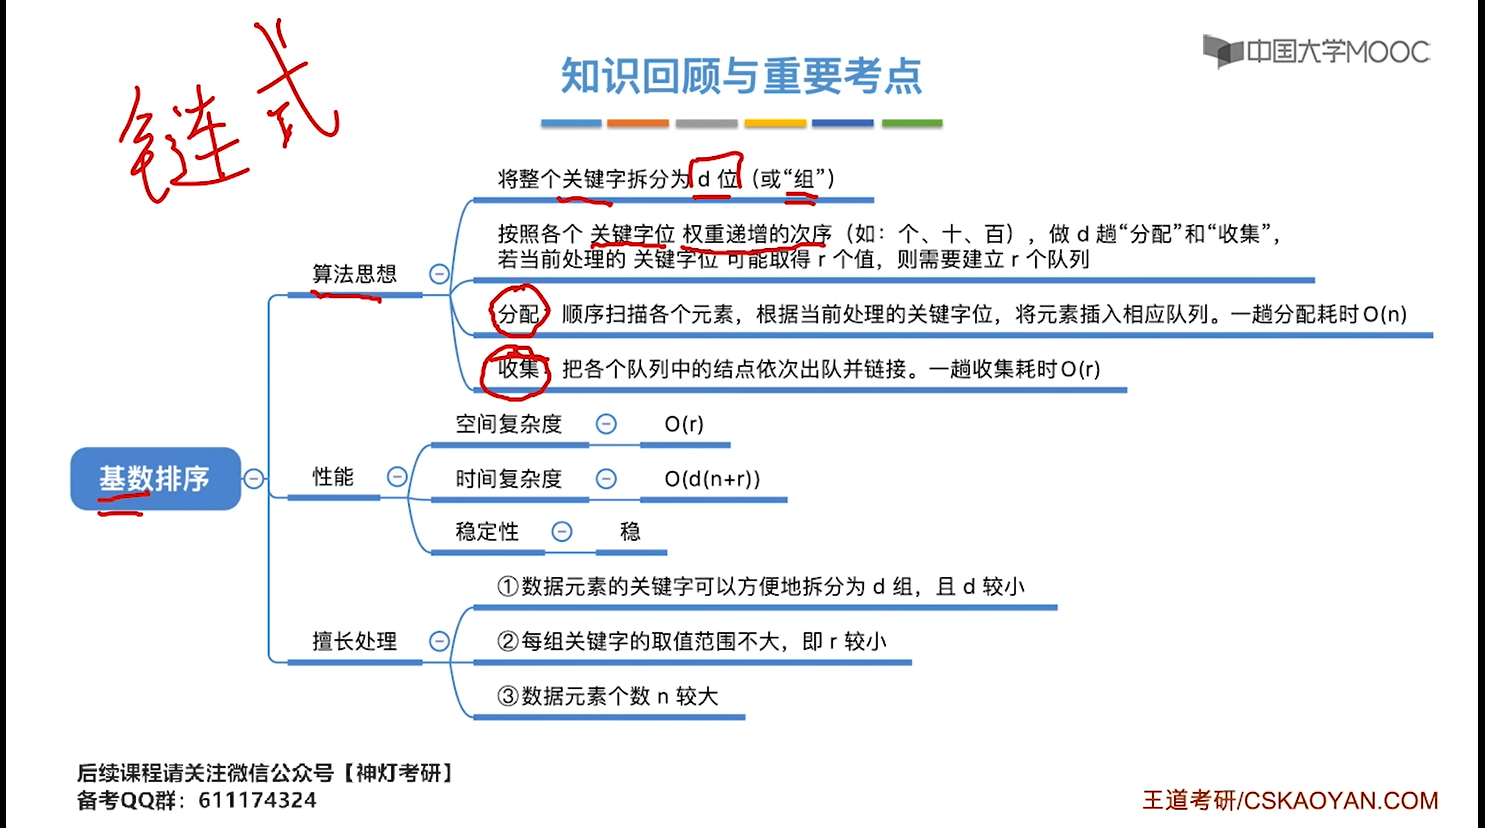 链式
中国大学MOOC
知识回顾与重要考点
将整个关键字拆分为 d 位（或“组”）
按照各个 关键字位 权重递增的次序（如：个、十、百），做 d 趟“分配”和“收集”，
若当前处理的 关键字位 可能取得 r 个值，则需要建立 r 个队列
算法思想
分配：顺序扫描各个元素，根据当前处理的关键字位，将元素插入相应队列。一趟分配耗时O(n)
收集：把各个队列中的结点依次出队并链接。一趟收集耗时O(r)
空间复杂度 O(r)
基数排序
性能
时间复杂度 O(d(n+r))
稳定性 稳
①数据元素的关键字可以方便地拆分为 d 组，且 d 较小
擅长处理
②每组关键字的取值范围不大，即 r 较小
③数据元素个数 n 较大
后续课程请关注微信公众号【神灯考研】
备考QQ群：611174324
王道考研/CSKAOYAN.COM